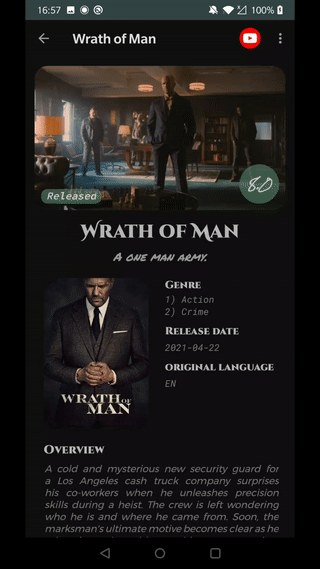 16:57
100%
Wrath of Man
8.0
Released
Wrath of Man
A one man army.
Genre
1) Action
2) Crime
Release date
2021-04-22
original language
EN
WRATH OF
MAN
Overview
A cold and mysterious new security guard for
a Los Angeles cash truck company surprises
his co-workers when he unleashes precision
skills during a heist. The crew is left wondering
who he is and where he came from. Soon, the
marksman's ultimate motive becomes clear as he